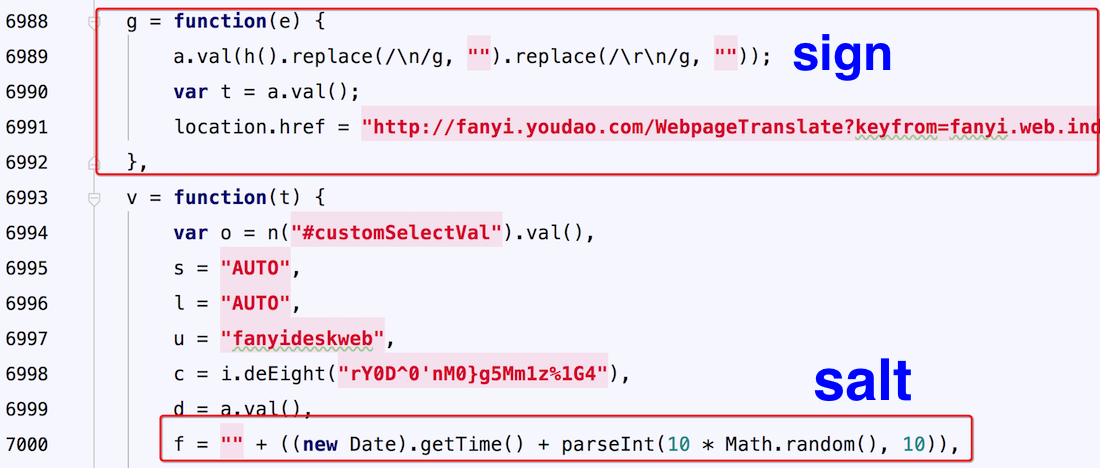 6988 g = function(e) {
6989 a.val(h().replace(/\n/g, "").replace(/\r\n/g, "")); sign
6990 var t = a.val();
6991 location.href = "http://fanyi.youdao.com/WebpageTranslate?keyfrom=fanyi.web.ind
6992 },
6993 v = function(t) {
6994 var o = n("#customSelectVal").val(),
6995 s = "AUTO",
6996 l = "AUTO",
6997 u = "fanyideskweb",
6998 c = i.deEight("rY0D^0'nM0}g5Mm1z%1G4"), salt
6999 d = a.val(),
7000 f = "" + ((new Date).getTime() + parseInt(10 * Math.random(), 10)),